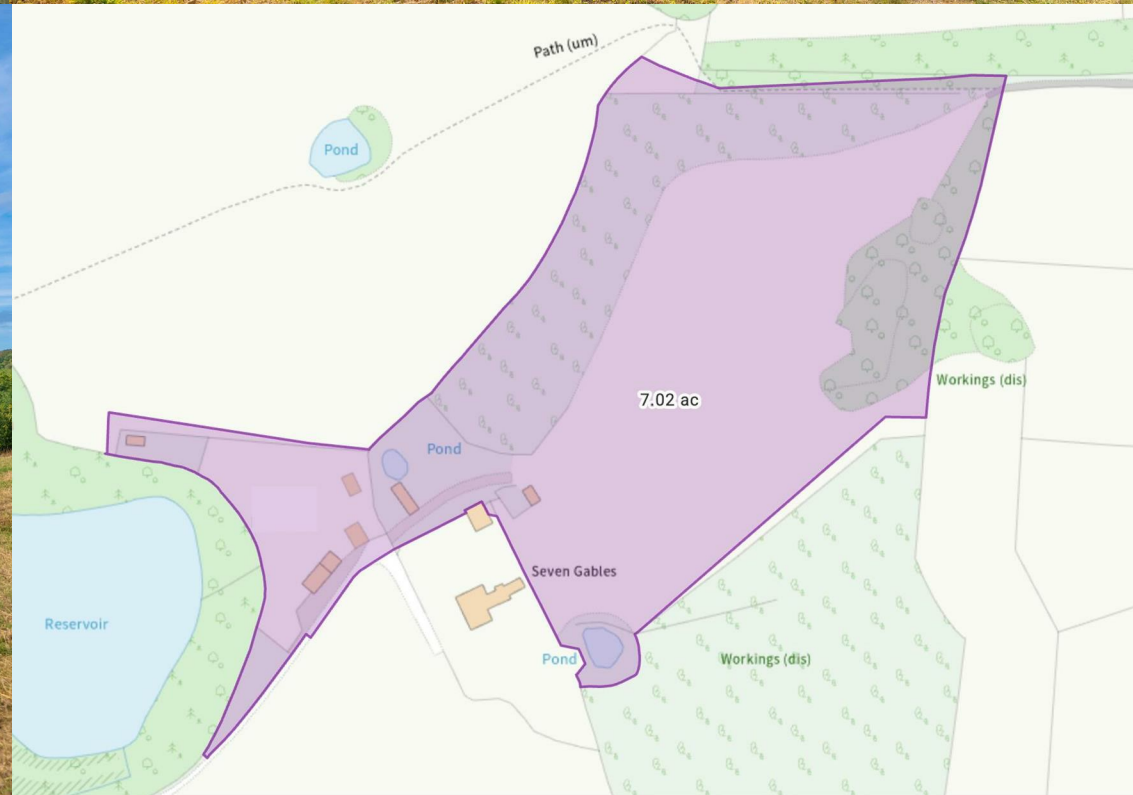 Path (um)
Pond
Workings (dis)
7.02 ac
Pond
Seven Gables
Reservoir
Pond
Workings (dis)